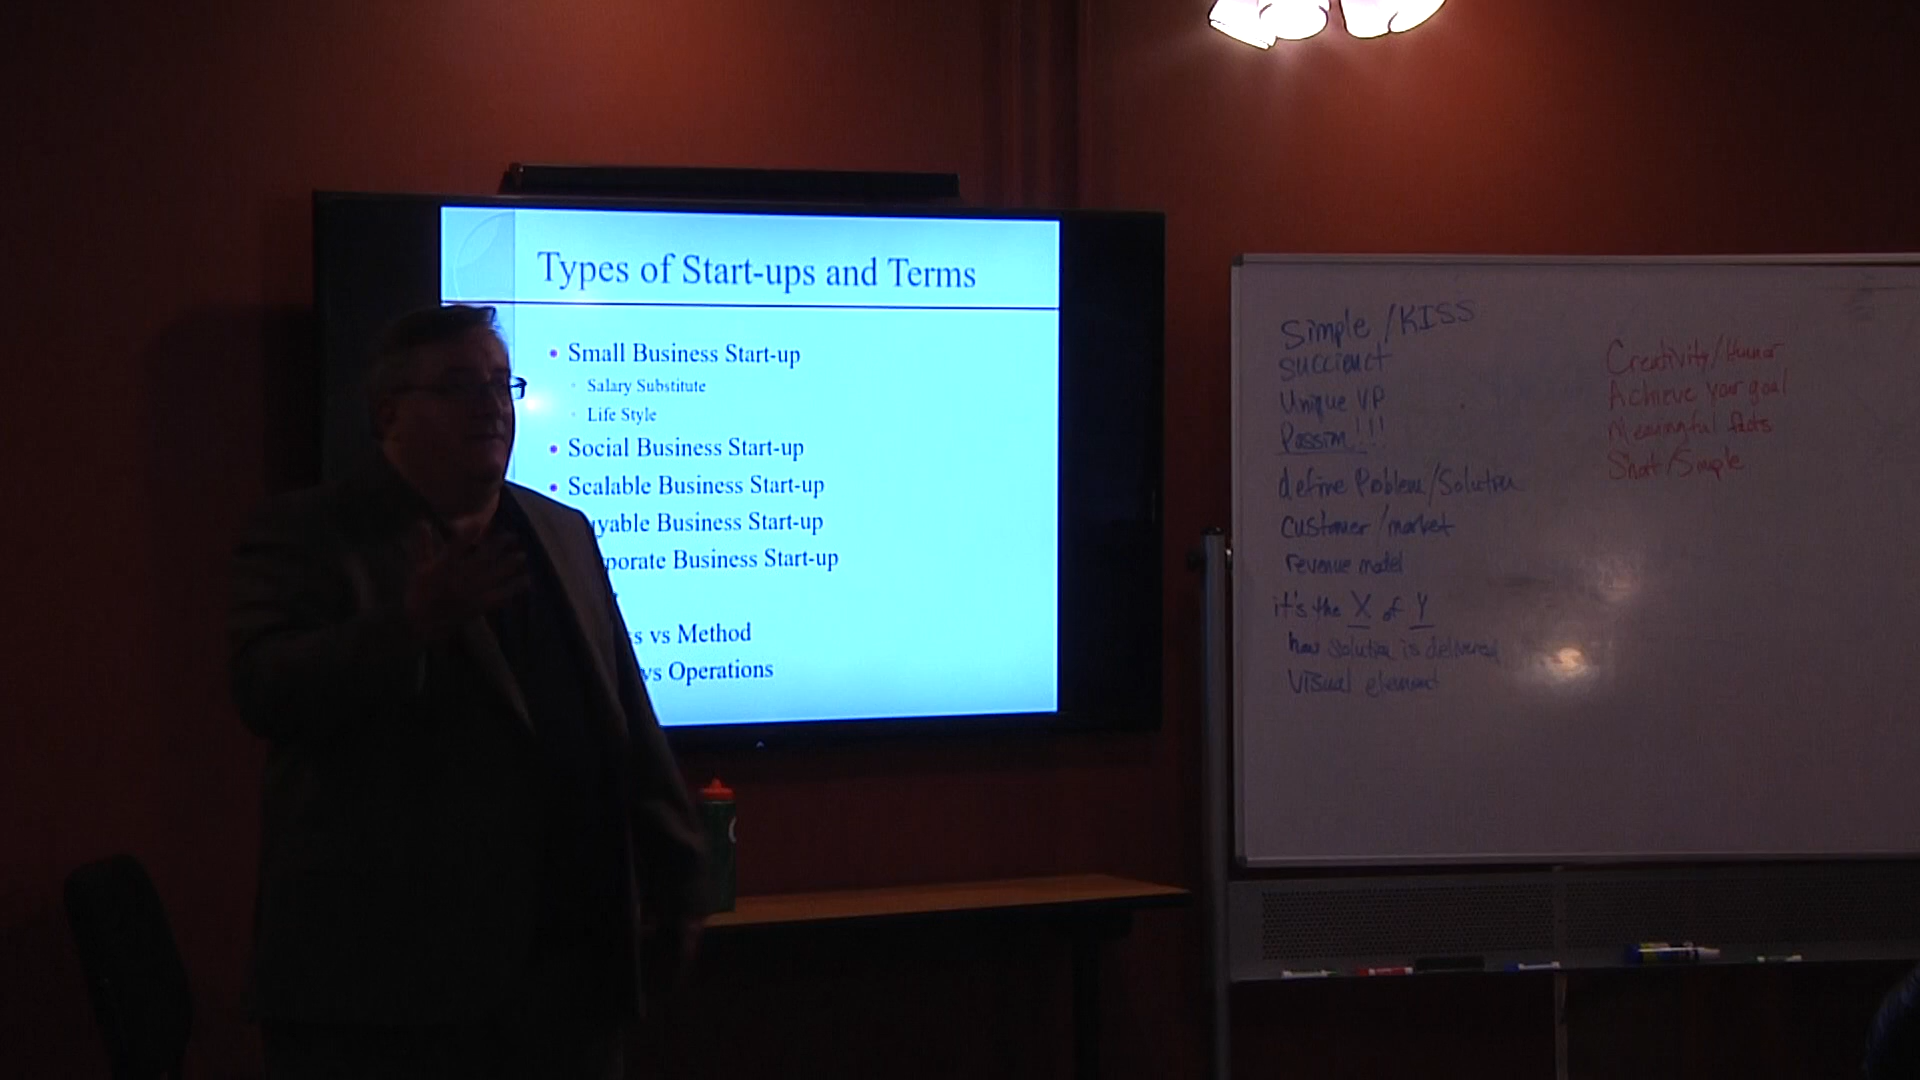 Types of Start-ups and Terms
• Small Business Start-up
• Salary Substitute
• Life Style
• Social Business Start-up
• Scalable Business Start-up
yable Business Start-up
porate Business Start-up
s vs Method
vs Operations
Simple/KISS
succienct
Unique VP
Passion!!!
define Problem/Solution
customer/market
revenue model
it's the X of Y
how solution is delivered
Visual element
Creativity/Humor
Achieve your goal
Meaningful facts
Short/Simple